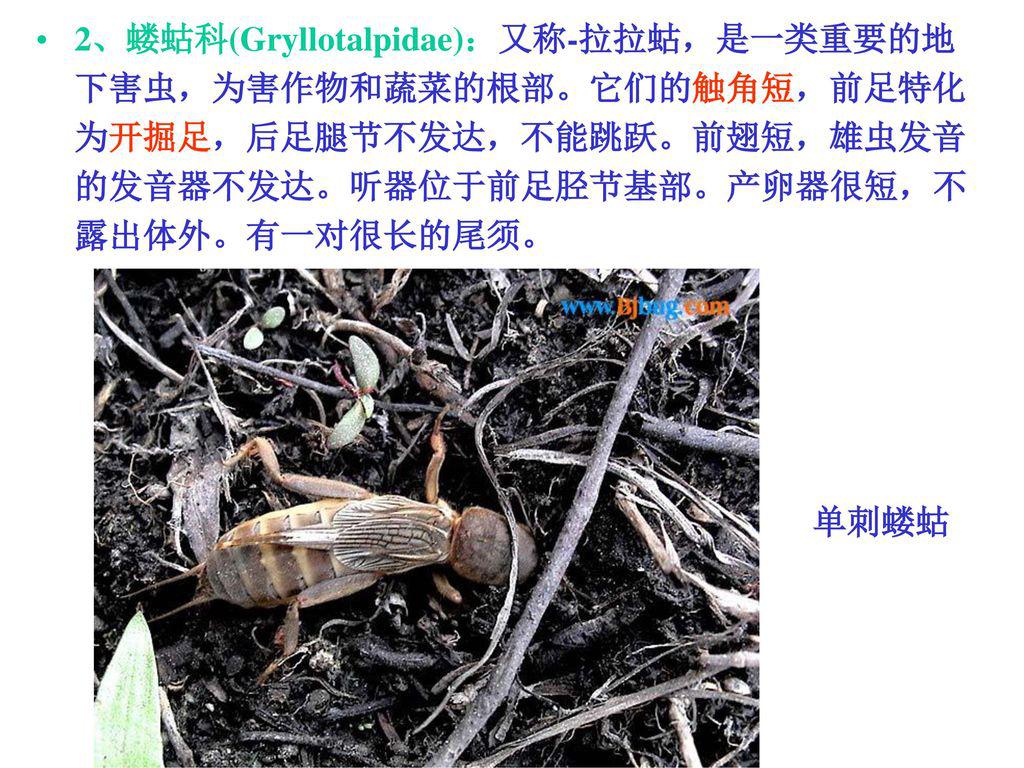 • 2、蝼蛄科(Gryllotalpidae)：又称-拉拉蛄，是一类重要的地
下害虫，为害作物和蔬菜的根部。它们的触角短，前足特化
为开掘足，后足腿节不发达，不能跳跃。前翅短，雄虫发音
的发音器不发达。听器位于前足胫节基部。产卵器很短，不
露出体外。有一对很长的尾须。
www.Bjbug.com
单刺蝼蛄